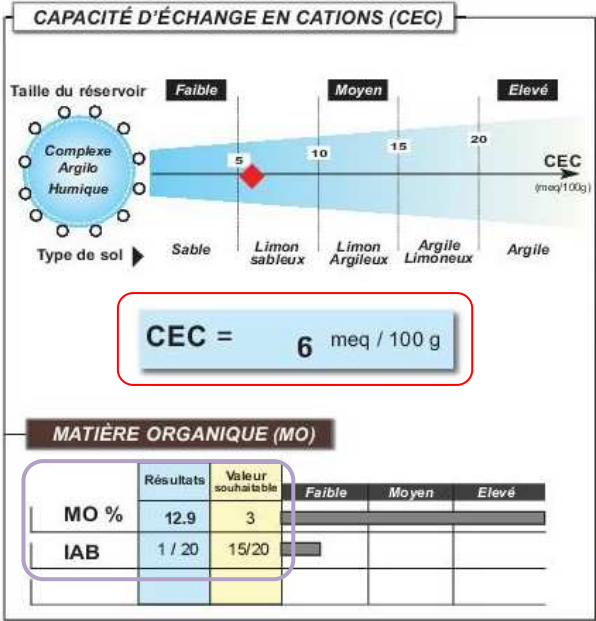 CAPACITÉ D'ÉCHANGE EN CATIONS (CEC)
Taille du réservoir
Faible Moyen Elevé
Complexe
Argilo
Humique
5 10 15 20
CEC
(meq/100g)
Type de sol
Sable
Limon
sableux
Limon
Argileux
Argile
Limoneux
Argile
CEC = 6 meq / 100 g
MATIÈRE ORGANIQUE (MO)
Résultats
Valeur
souhaitable
Faible Moyen Elevé
MO % 12.9 3
IAB 1 / 20 15/20